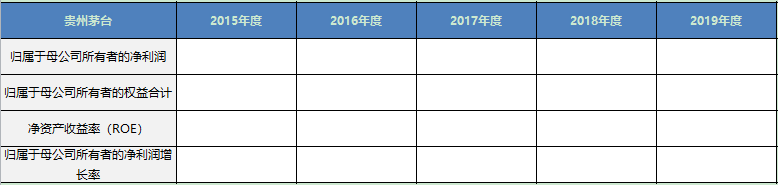 贵州茅台 2015年度 2016年度 2017年度 2018年度 2019年度
归属于母公司所有者的净利润
归属于母公司所有者的权益合计
净资产收益率（ROE）
归属于母公司所有者的净利润增
长率